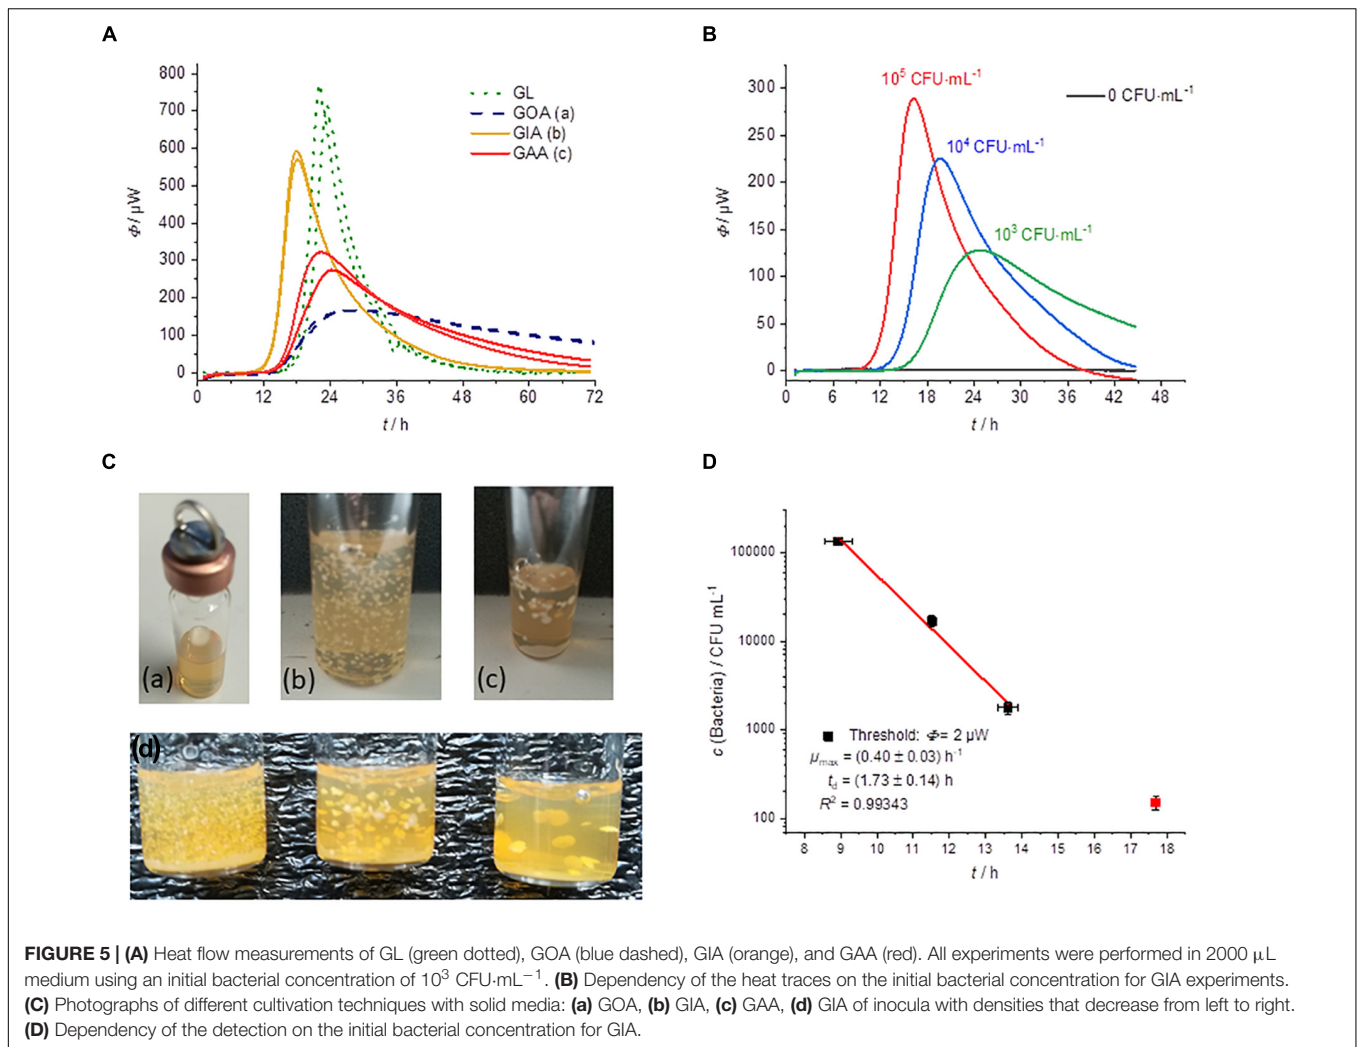 A
800
700
600
500
400
300
200
100
0
Φ / µW
0 12 24 36 48 60 72
t / h
GL
GOA (a)
GIA (b)
GAA (c)
B
300
250
200
150
100
50
0
Φ / µW
0 6 12 18 24 30 36 42 48
t / h
10⁵ CFU·mL⁻¹
10⁴ CFU·mL⁻¹
10³ CFU·mL⁻¹
0 CFU·mL⁻¹
C
(a)
(b)
(c)
(d)
D
100000
10000
1000
100
c (Bacteria) / CFU mL⁻¹
8 9 10 11 12 13 14 15 16 17 18
t / h
Threshold: Φ = 2 µW
µmax = (0.40 ± 0.03) h⁻¹
td = (1.73 ± 0.14) h
R² = 0.99343
FIGURE 5 | (A) Heat flow measurements of GL (green dotted), GOA (blue dashed), GIA (orange), and GAA (red). All experiments were performed in 2000 µL
medium using an initial bacterial concentration of 10³ CFU·mL⁻¹. (B) Dependency of the heat traces on the initial bacterial concentration for GIA experiments.
(C) Photographs of different cultivation techniques with solid media: (a) GOA, (b) GIA, (c) GAA, (d) GIA of inocula with densities that decrease from left to right.
(D) Dependency of the detection on the initial bacterial concentration for GIA.